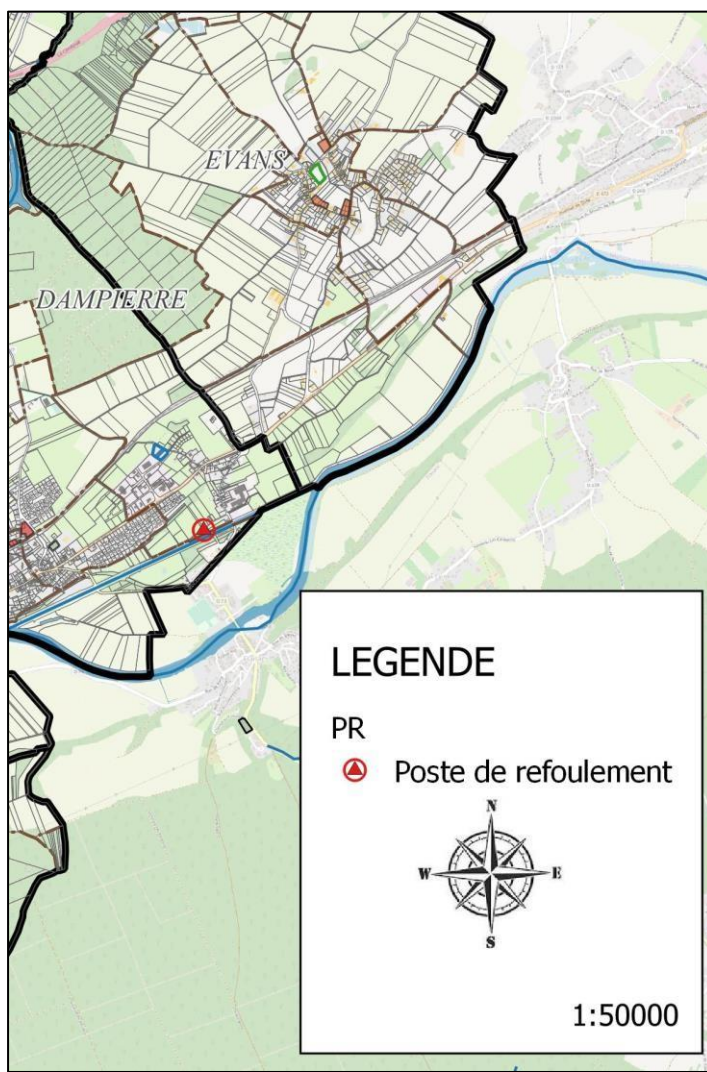 EVANS
DAMPIERRE
LEGENDE
PR
Poste de refoulement
N
W E
S
1:50000